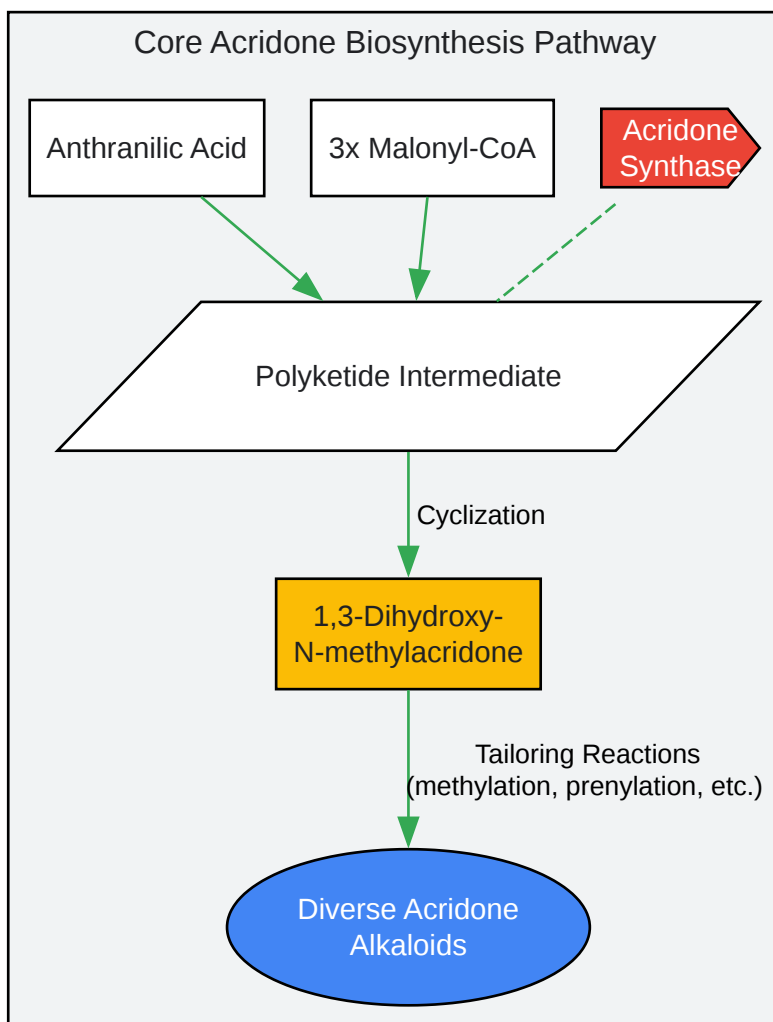 Core Acridone Biosynthesis Pathway
Anthranilic Acid
3x Malonyl-CoA
Acridone
Synthase
Polyketide Intermediate
Cyclization
1,3-Dihydroxy-
N-methylacridone
Tailoring Reactions
(methylation, prenylation, etc.)
Diverse Acridone
Alkaloids